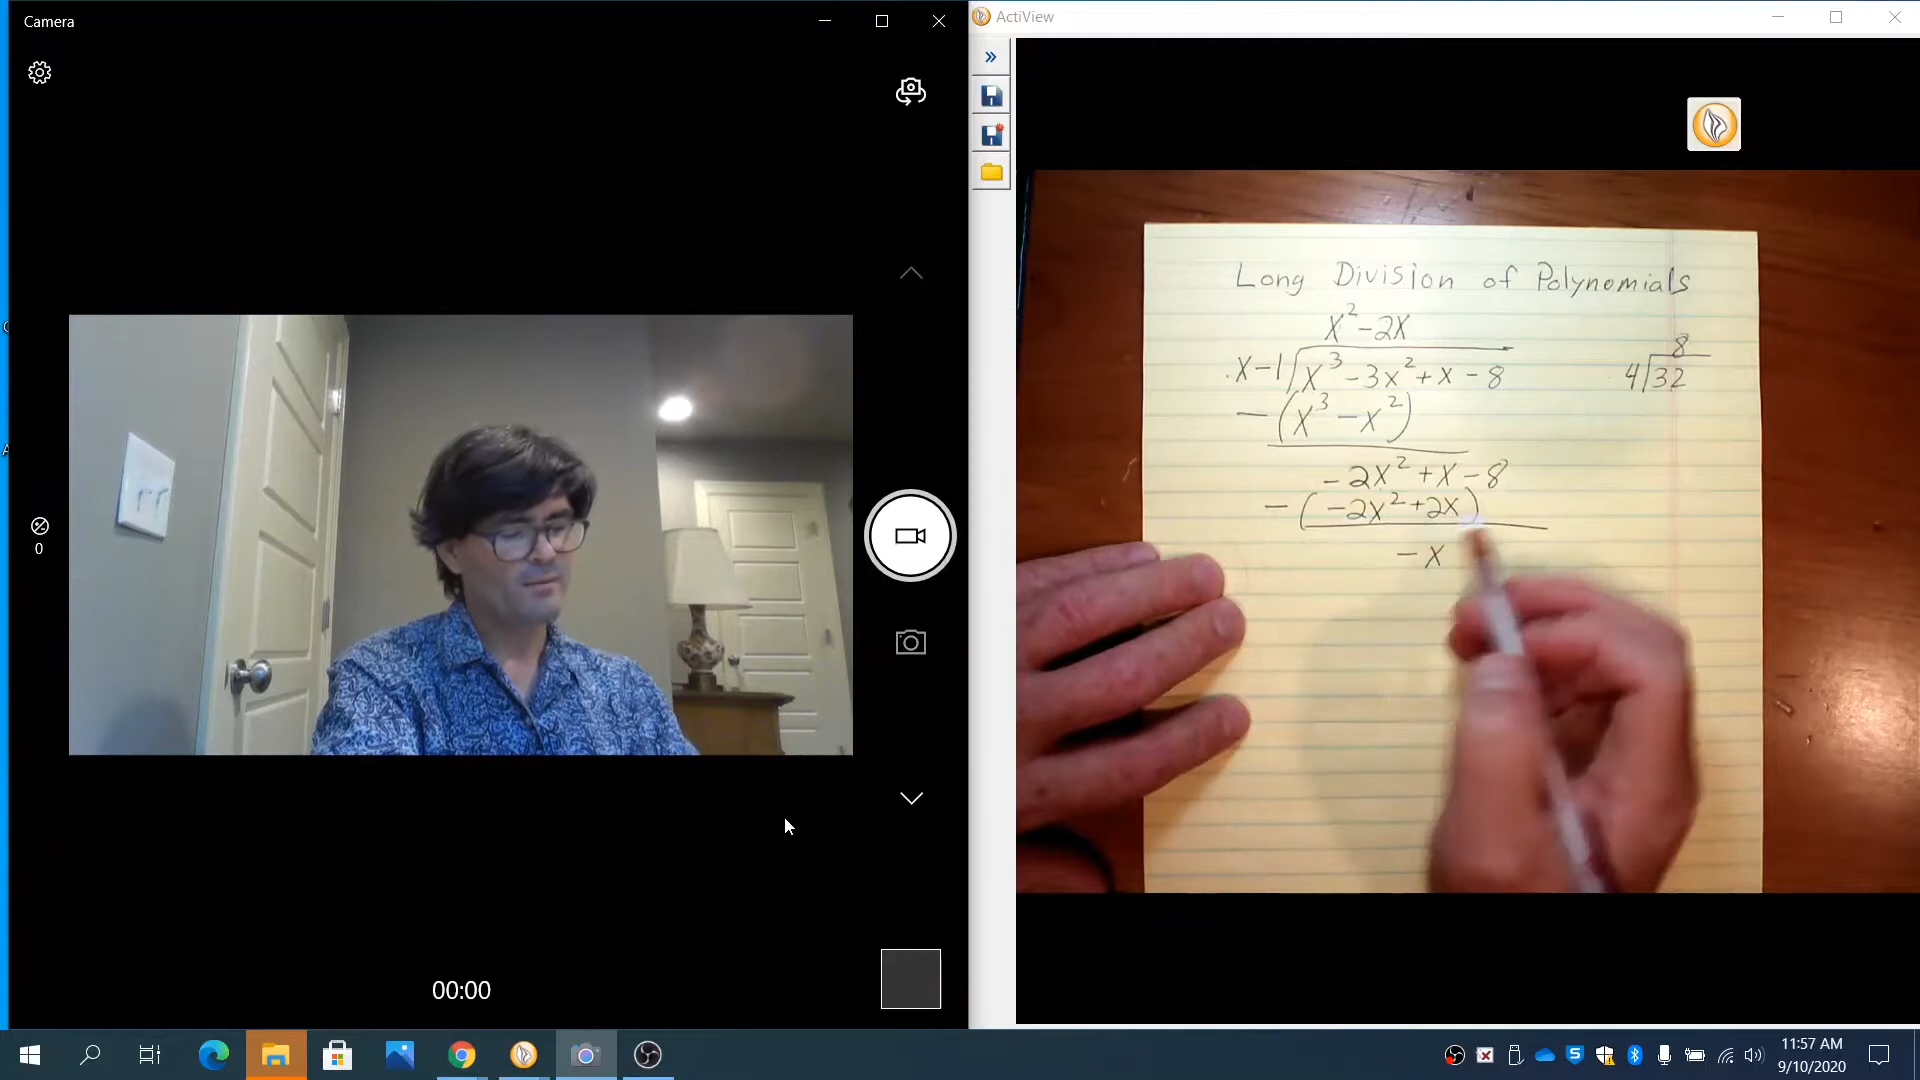 Camera
ActiView
Long Division of Polynomials
x² - 2x
x - 1 ⟌ x³ - 3x² + x - 8
- (x³ - x²)
- 2x² + x - 8
- (-2x² + 2x)
- x
8
4 ⟌ 32
0
00:00
11:57 AM
9/10/2020